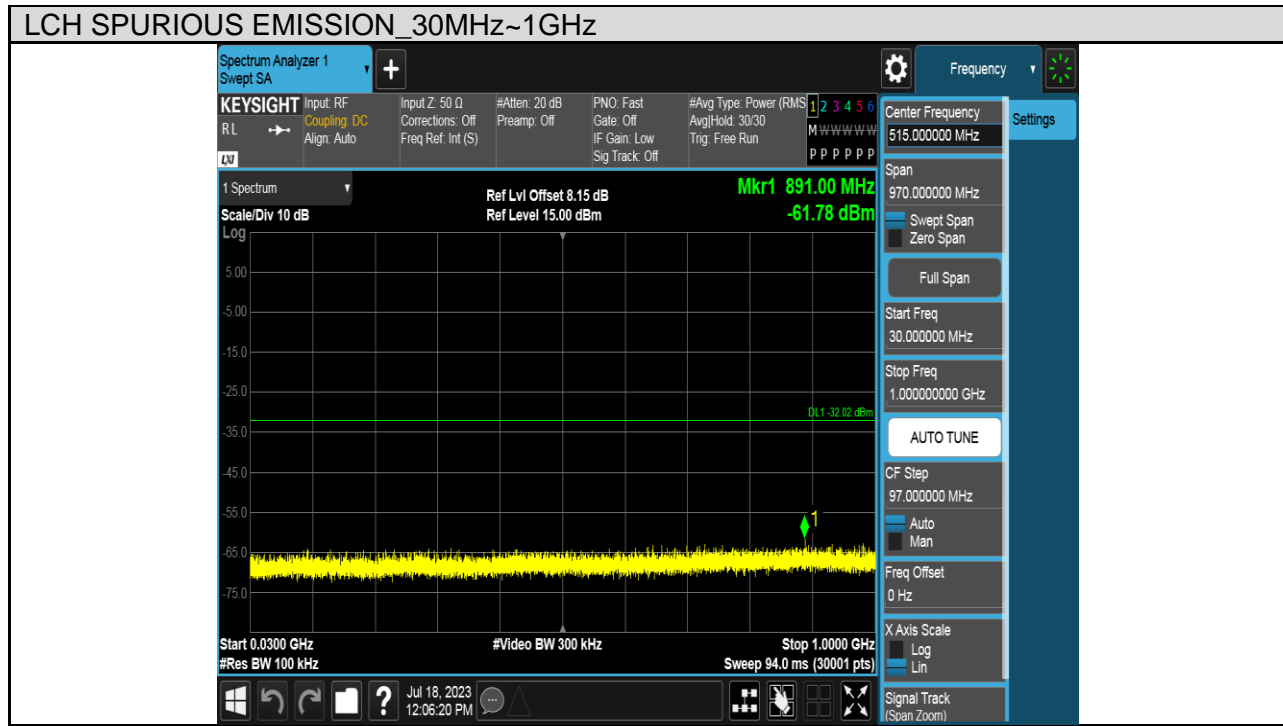 LCH SPURIOUS EMISSION_30MHz~1GHz
Spectrum Analyzer 1
Swept SA
+
Frequency
KEYSIGHT
RL
LXI
Input: RF
Coupling: DC
Align: Auto
Input Z: 50 Ω
Corrections: Off
Freq Ref: Int (S)
#Atten: 20 dB
Preamp: Off
PNO: Fast
Gate: Off
IF Gain: Low
Sig Track: Off
#Avg Type: Power (RMS
Avg|Hold: 30/30
Trig: Free Run
1 2 3 4 5 6
M W W W W W
P P P P P P
1 Spectrum
Scale/Div 10 dB
Ref Lvl Offset 8.15 dB
Ref Level 15.00 dBm
Mkr1 891.00 MHz
-61.78 dBm
Log
5.00
-5.00
-15.0
-25.0
DL1 -32.02 dBm
-35.0
-45.0
-55.0
1
-65.0
-75.0
Start 0.0300 GHz
#Video BW 300 kHz
Stop 1.0000 GHz
#Res BW 100 kHz
Sweep 94.0 ms (30001 pts)
?
Jul 18, 2023
12:06:20 PM
Center Frequency
515.000000 MHz
Settings
Span
970.000000 MHz
Swept Span
Zero Span
Full Span
Start Freq
30.000000 MHz
Stop Freq
1.000000000 GHz
AUTO TUNE
CF Step
97.000000 MHz
Auto
Man
Freq Offset
0 Hz
X Axis Scale
Log
Lin
Signal Track
(Span Zoom)